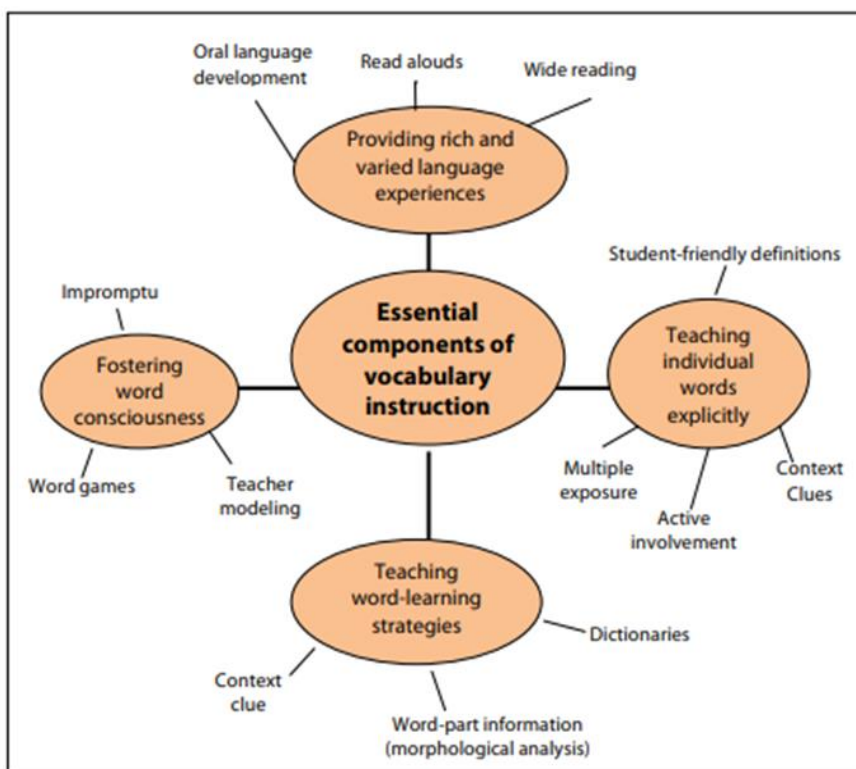 Oral language
development
Read alouds
Wide reading
Providing rich and
varied language
experiences
Student-friendly definitions
Impromptu
Essential
components of
vocabulary
instruction
Fostering
word
consciousness
Teaching
individual
words
explicitly
Word games
Teacher
modeling
Multiple
exposure
Active
involvement
Context
Clues
Teaching
word-learning
strategies
Dictionaries
Context
clue
Word-part information
(morphological analysis)